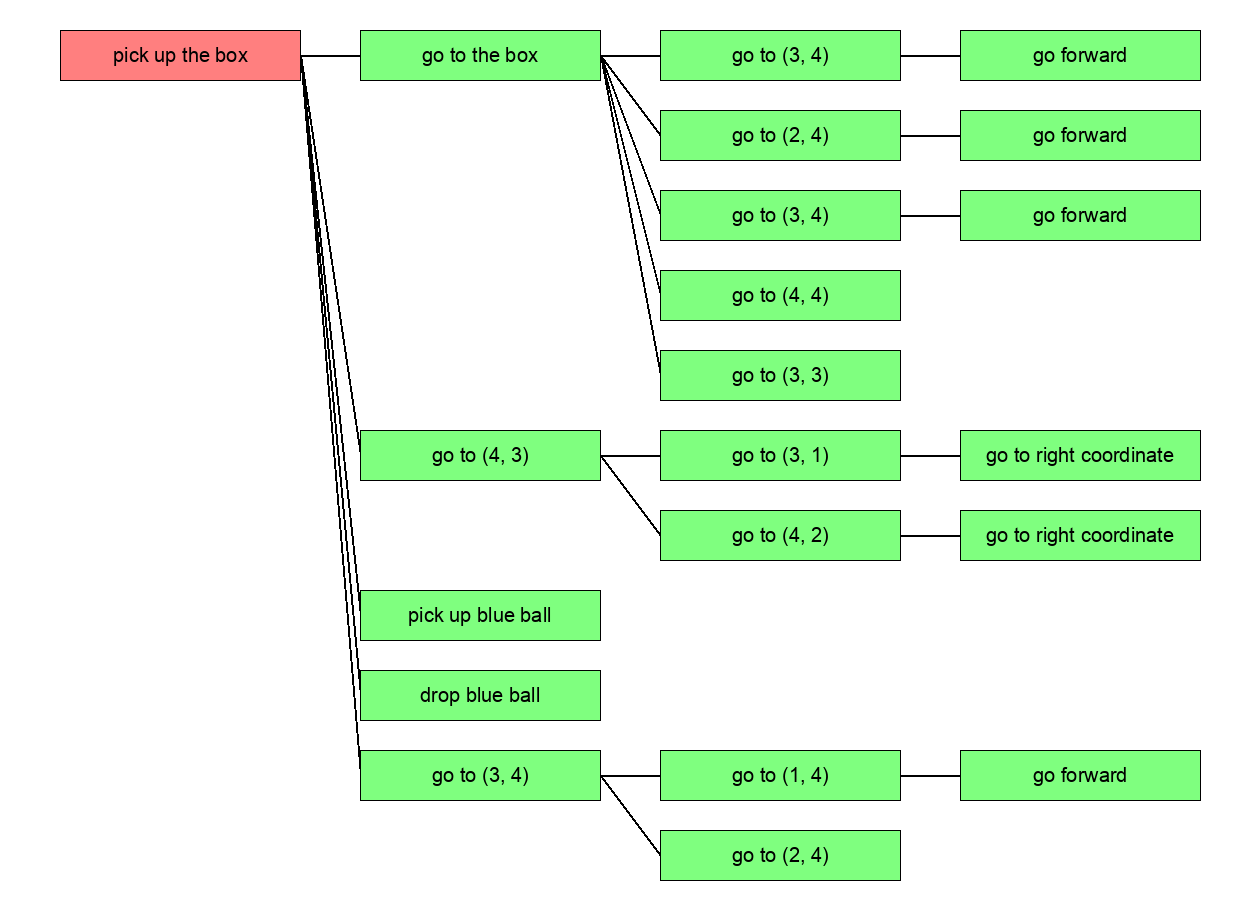 pick up the box
go to the box
go to (3, 4)
go forward
go to (2, 4)
go forward
go to (3, 4)
go forward
go to (4, 4)
go to (3, 3)
go to (4, 3)
go to (3, 1)
go to right coordinate
go to (4, 2)
go to right coordinate
pick up blue ball
drop blue ball
go to (3, 4)
go to (1, 4)
go forward
go to (2, 4)